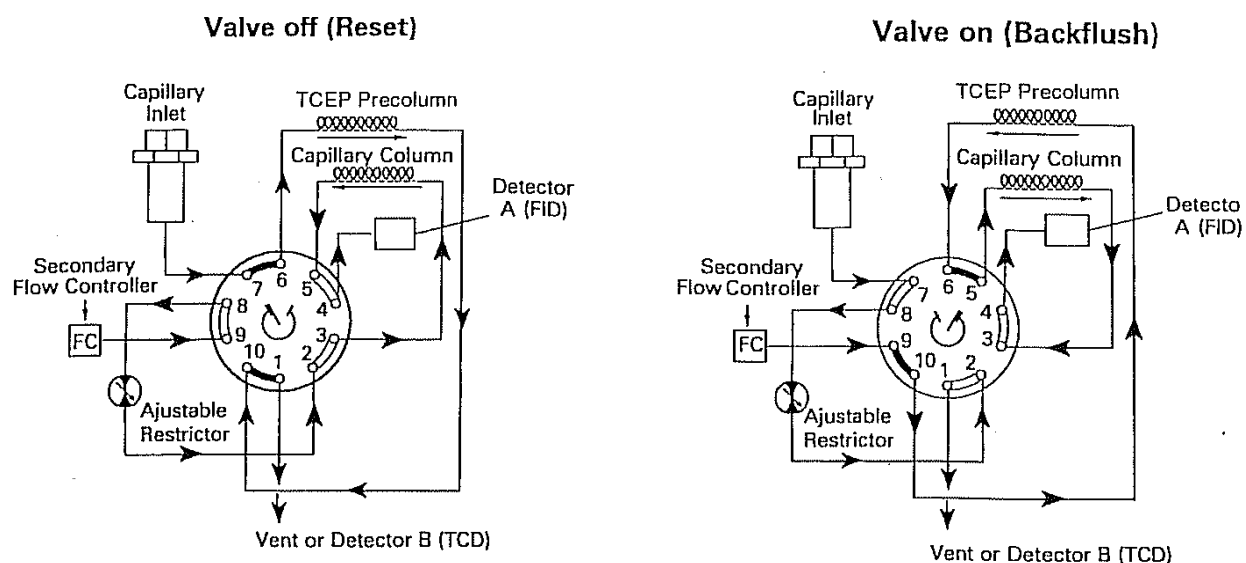 Valve off (Reset)
Capillary
Inlet
TCEP Precolumn
Capillary Column
Detector
A (FID)
Secondary
Flow Controller
FC
7
6
5
4
8
9
3
10
1
2
Ajustable
Restrictor
Vent or Detector B (TCD)
Valve on (Backflush)
Capillary
Inlet
TCEP Precolumn
Capillary Column
Detecto
A (FID)
Secondary
Flow Controller
FC
6
5
7
4
8
9
3
10
1
2
Ajustable
Restrictor
Vent or Detector B (TCD)